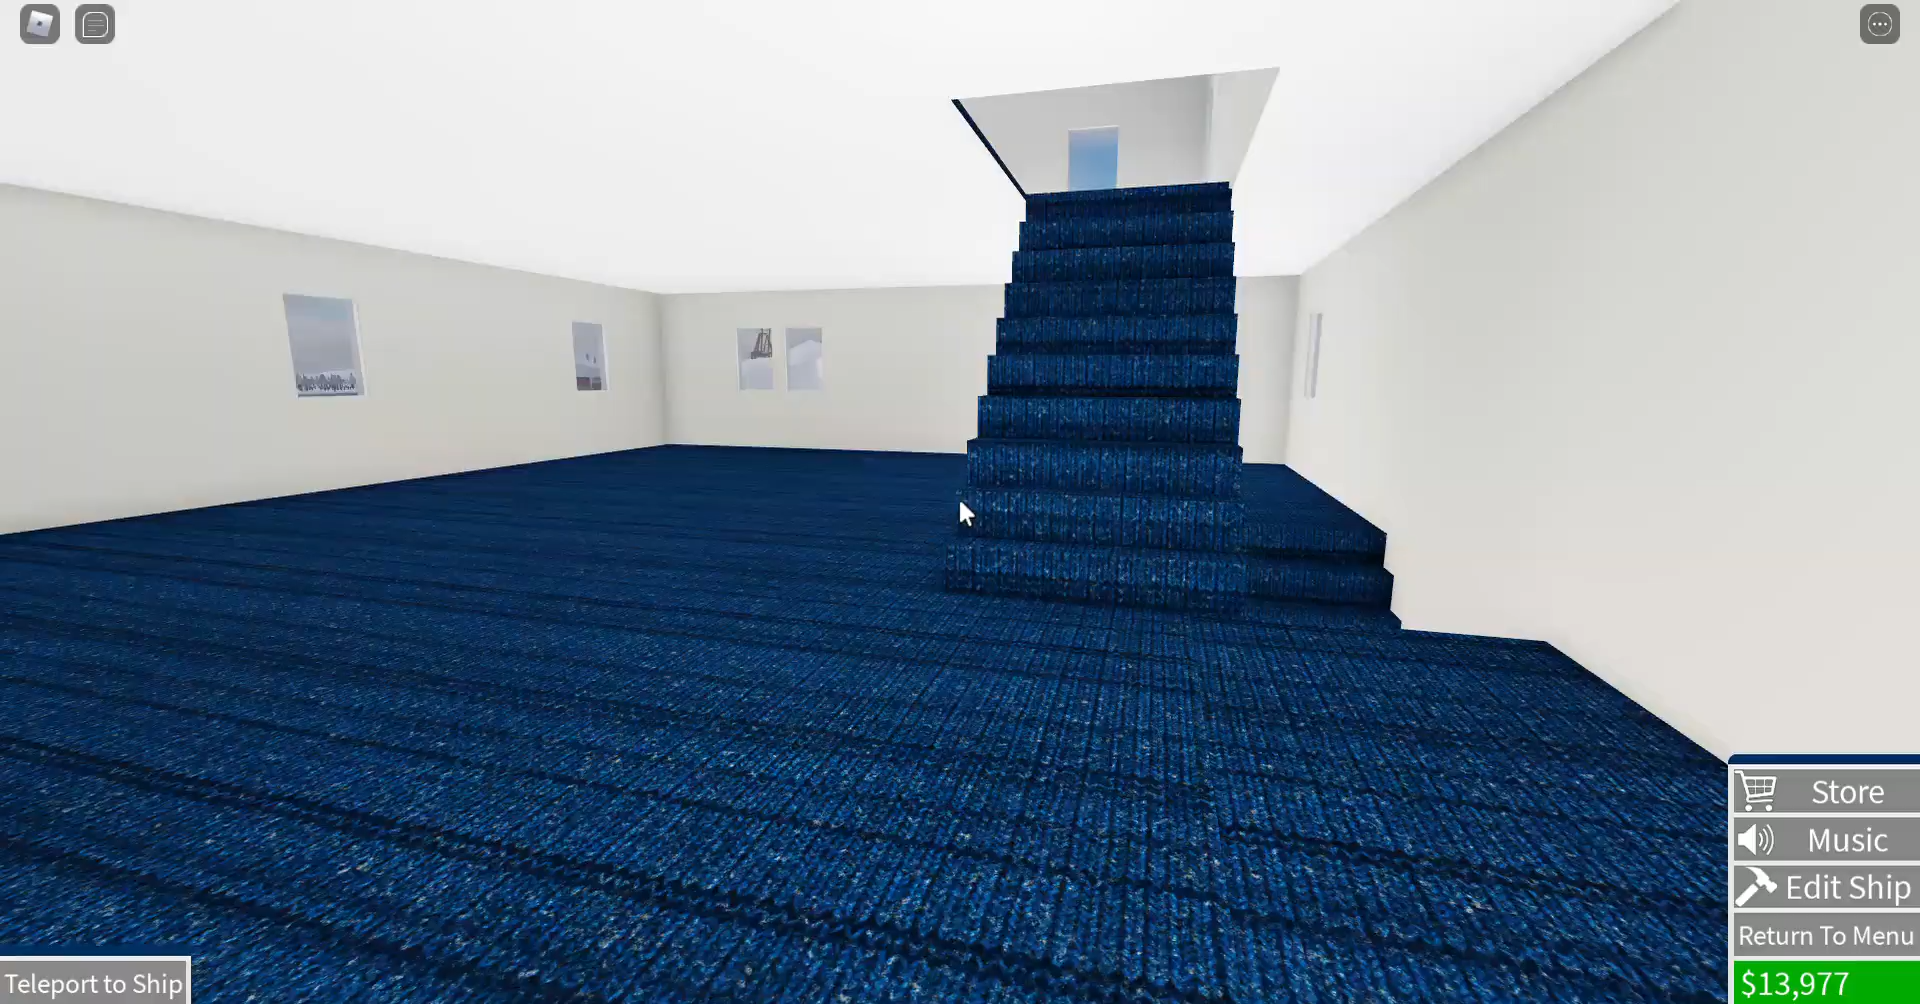 Store
Music
Edit Ship
Return To Menu
Teleport to Ship
$13,977